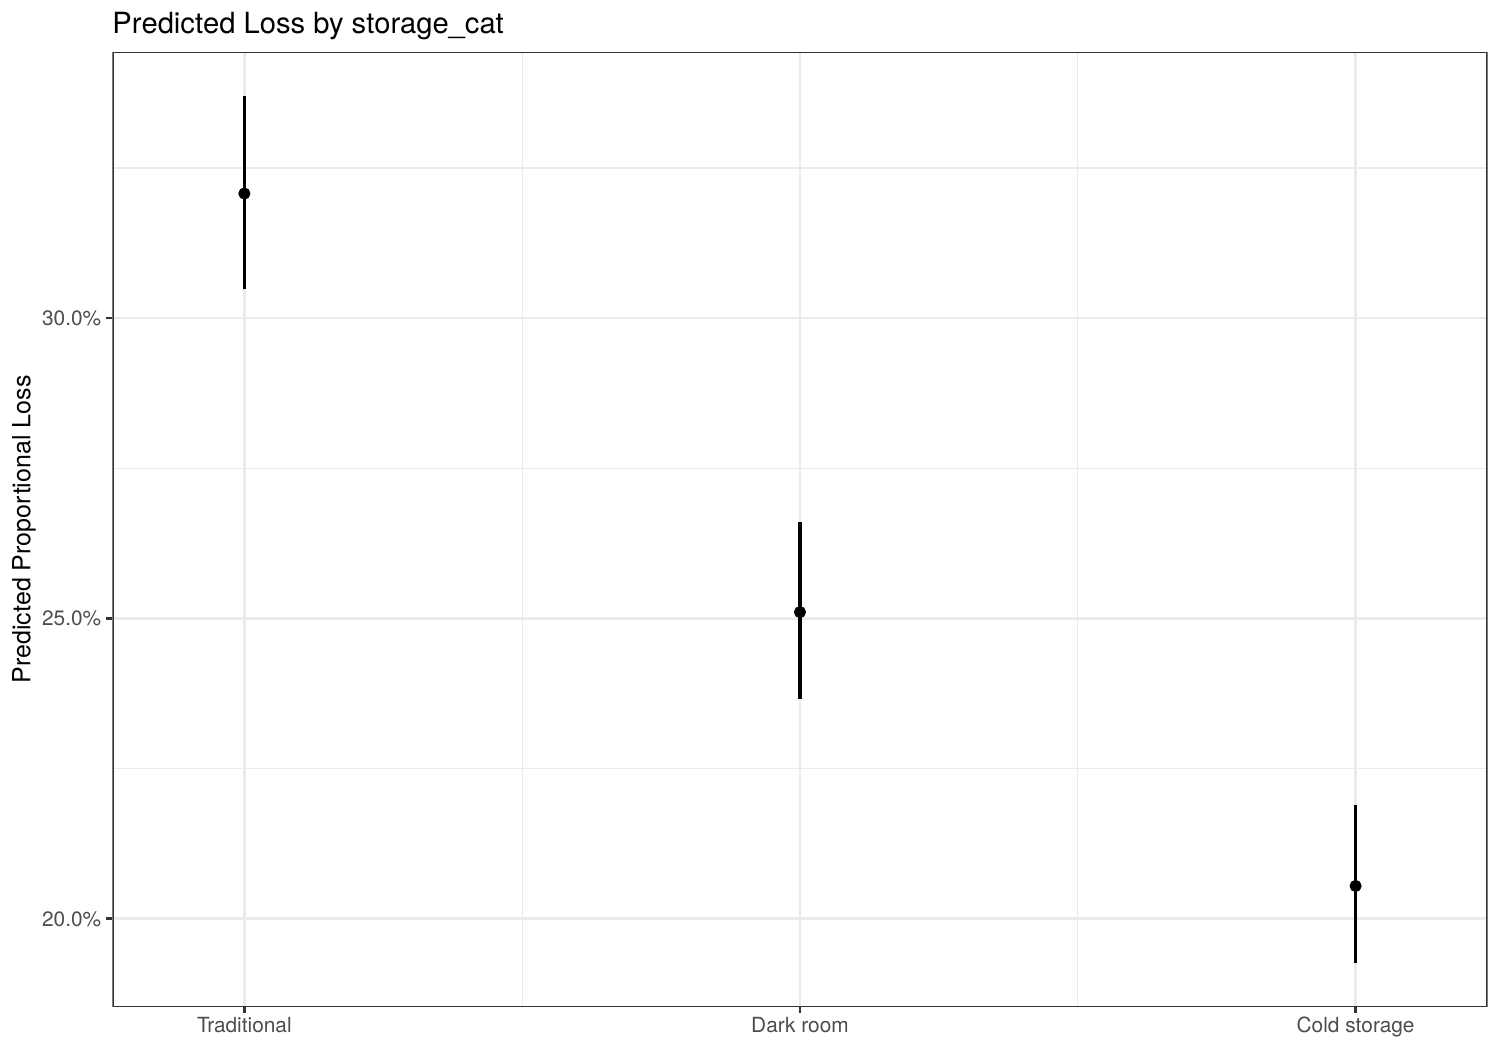 Predicted Loss by storage_cat
Predicted Proportional Loss
30.0%
25.0%
20.0%
Traditional
Dark room
Cold storage